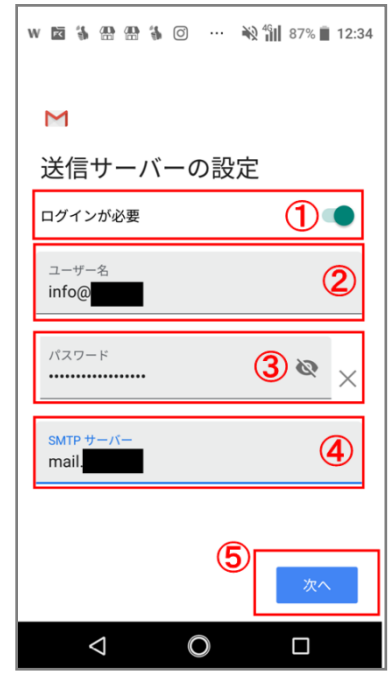 W 4G 87% 12:34
送信サーバーの設定
ログインが必要 ①
ユーザー名
info@ ②
パスワード
•••••••••••••••••• ③
SMTP サーバー
mail. ④
⑤
次へ